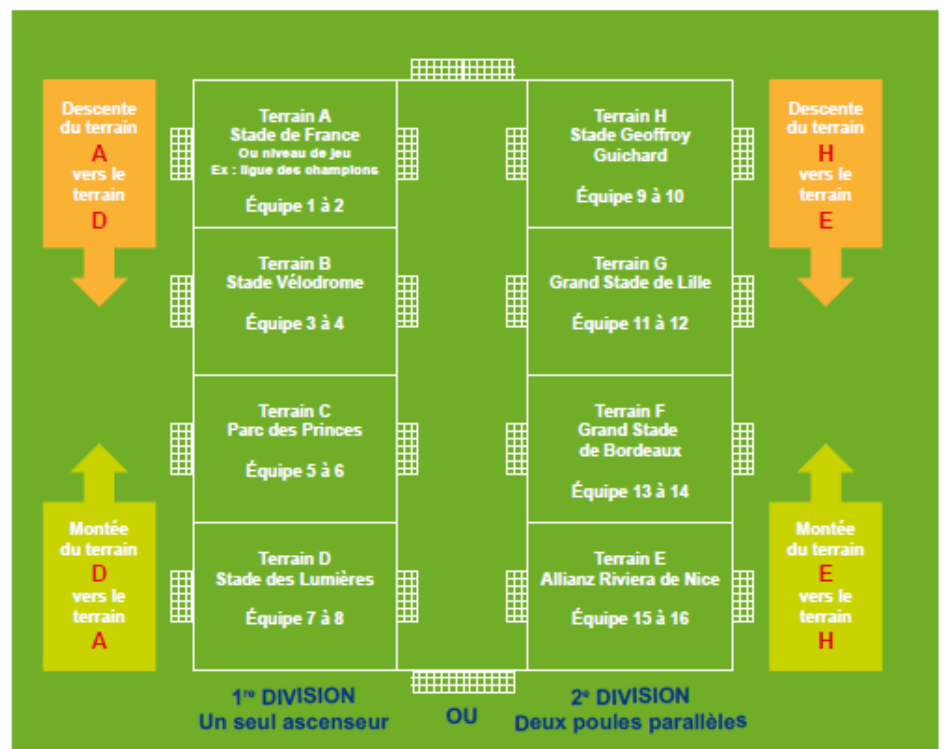 Descente
du terrain
A
vers le
terrain
D
Terrain A
Stade de France
Ou niveau de jeu
Ex : ligue des champions
Équipe 1 à 2
Terrain H
Stade Geoffroy
Guichard
Équipe 9 à 10
Descente
du terrain
H
vers le
terrain
E
Terrain B
Stade Vélodrome
Équipe 3 à 4
Terrain G
Grand Stade de Lille
Équipe 11 à 12
Terrain C
Parc des Princes
Équipe 5 à 6
Terrain F
Grand Stade
de Bordeaux
Équipe 13 à 14
Montée
du terrain
D
vers le
terrain
A
Terrain D
Stade des Lumières
Équipe 7 à 8
Terrain E
Allianz Riviera de Nice
Équipe 15 à 16
Montée
du terrain
E
vers le
terrain
H
1re DIVISION
Un seul ascenseur
OU
2e DIVISION
Deux poules parallèles